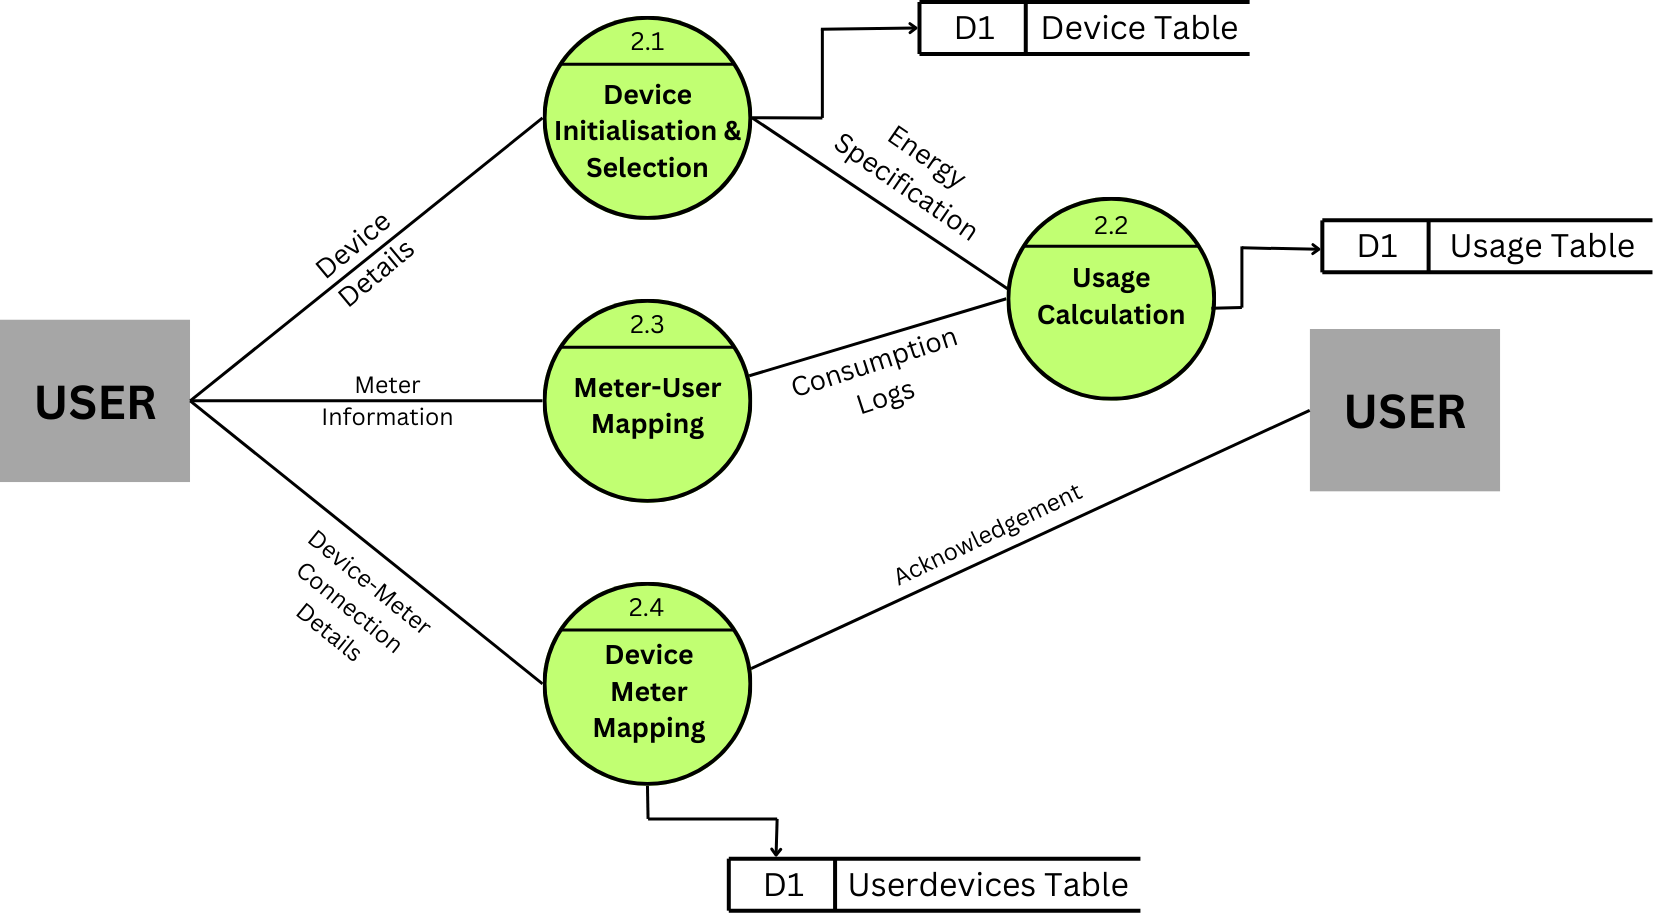 D1 Device Table
2.1
Device
Initialisation &
Selection
Energy
Specification
Device
Details
2.2
Usage
Calculation
D1 Usage Table
USER
Meter
Information
2.3
Meter-User
Mapping
Consumption
Logs
USER
Device-Meter
Connection
Details
Acknowledgement
2.4
Device
Meter
Mapping
D1 Userdevices Table